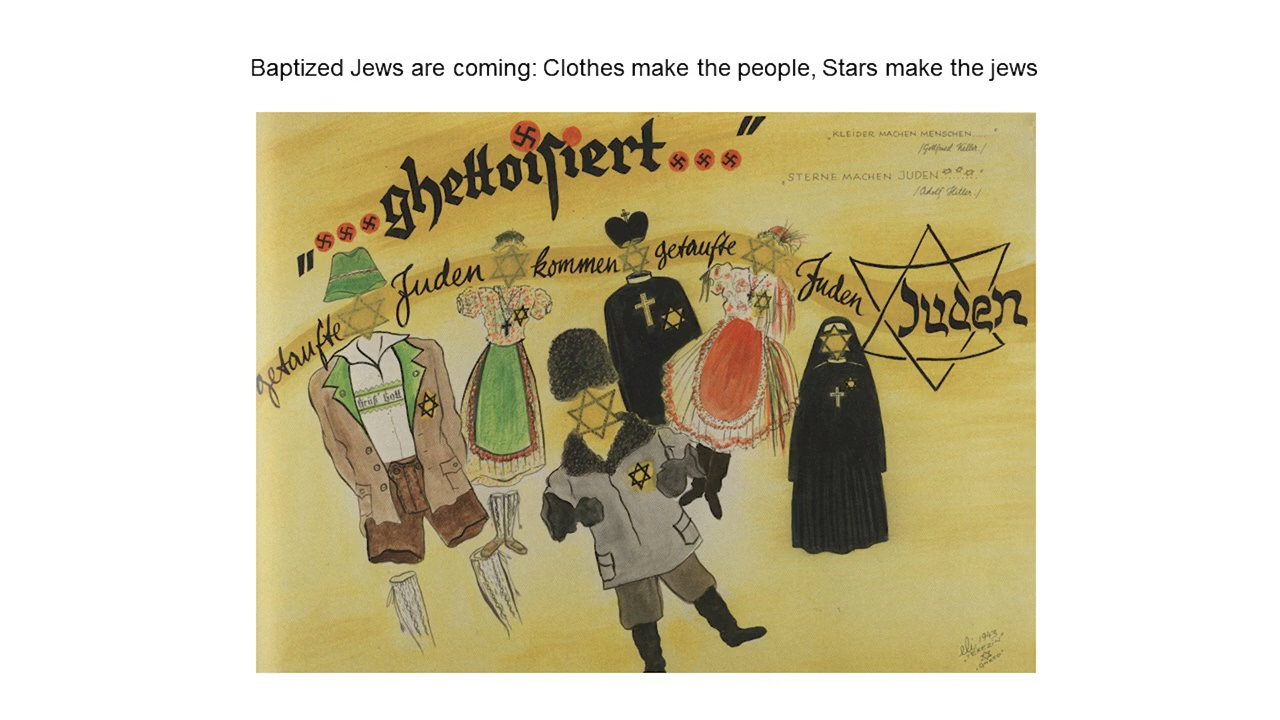 Baptized Jews are coming: Clothes make the people, Stars make the jews
"...ghettoisiert..."
„KLEIDER MACHEN MENSCHEN....."
/Gottfried Keller./
„STERNE MACHEN JUDEN "
/Adolf Hitler./
getaufte Juden kommen getaufte Juden
Juden
Grüß Gott
1943